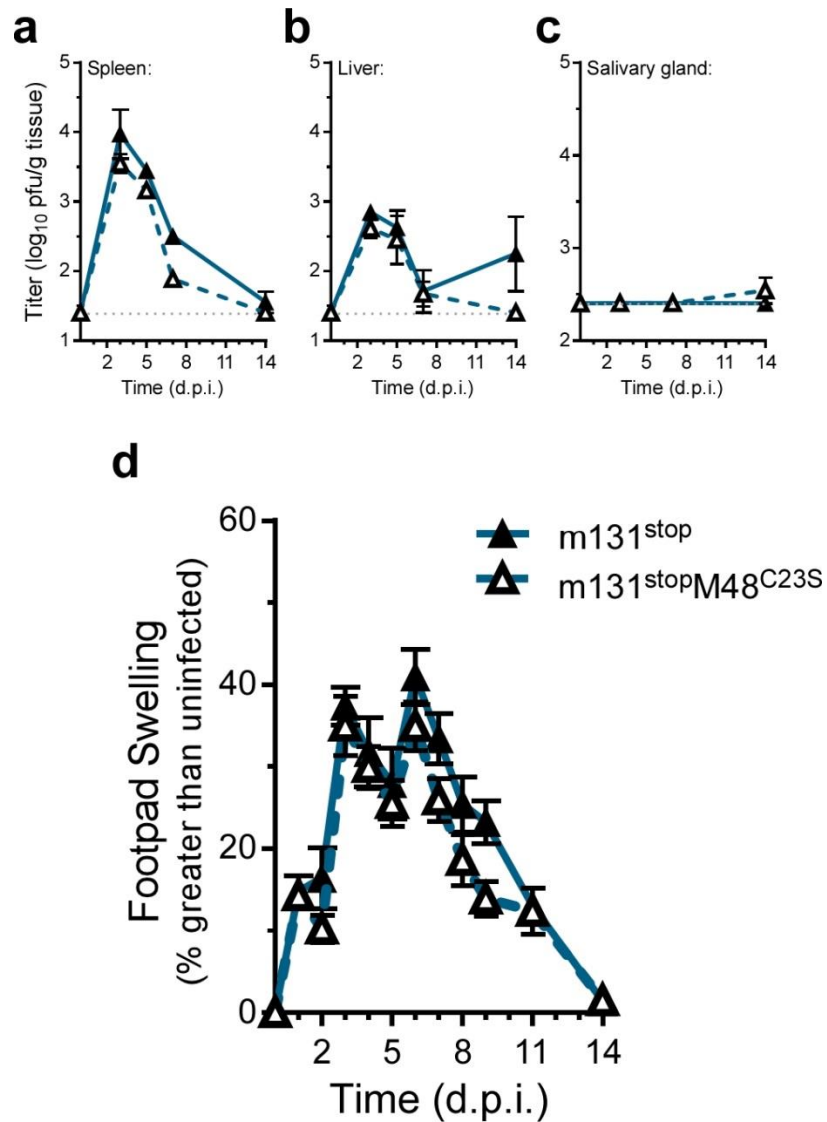 a
Spleen:
Titer (log10 pfu/g tissue)
5
4
3
2
1
2
5
8
11
14
Time (d.p.i.)
b
Liver:
5
4
3
2
1
2
5
8
11
14
Time (d.p.i.)
c
Salivary gland:
5
4
3
2
2
5
8
11
14
Time (d.p.i.)
d
Footpad Swelling
(% greater than uninfected)
60
40
20
0
m131stop
m131stopM48C23S
2
5
8
11
14
Time (d.p.i.)